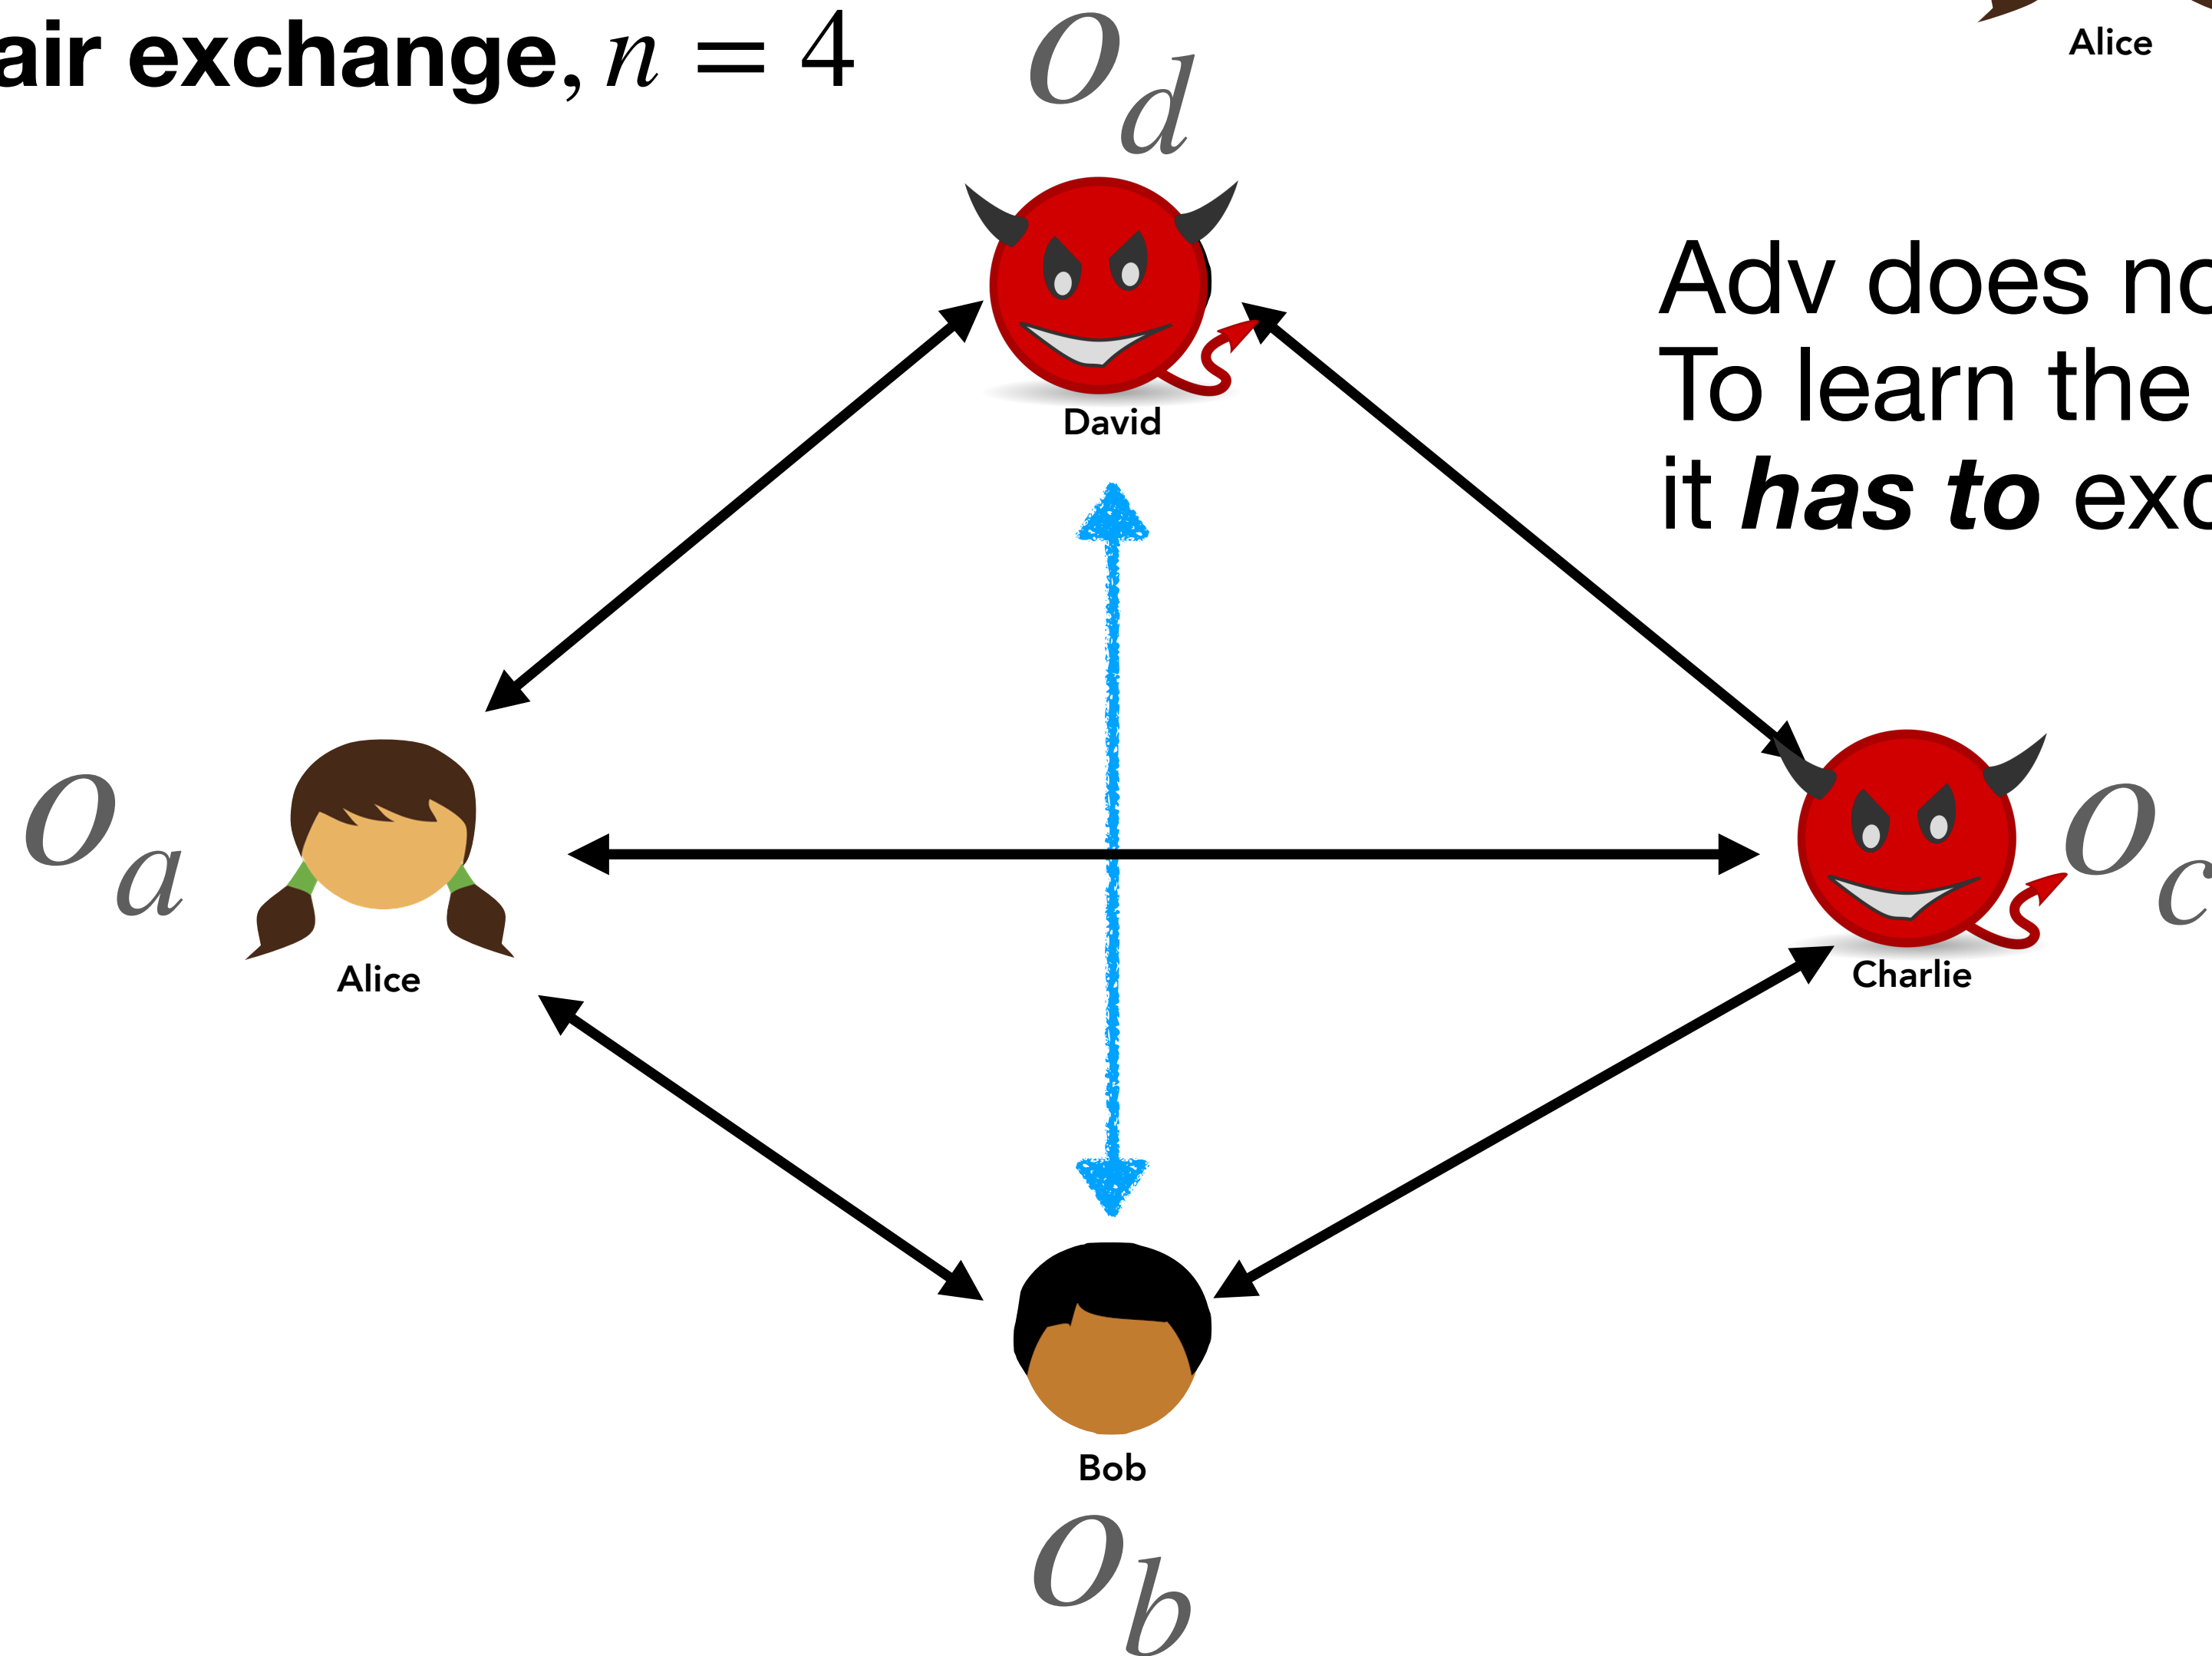 air exchange, n = 4
o_d
Alice
Adv does no
To learn the
it has to exc
David
o_a
o_c
Alice
Charlie
Bob
o_b